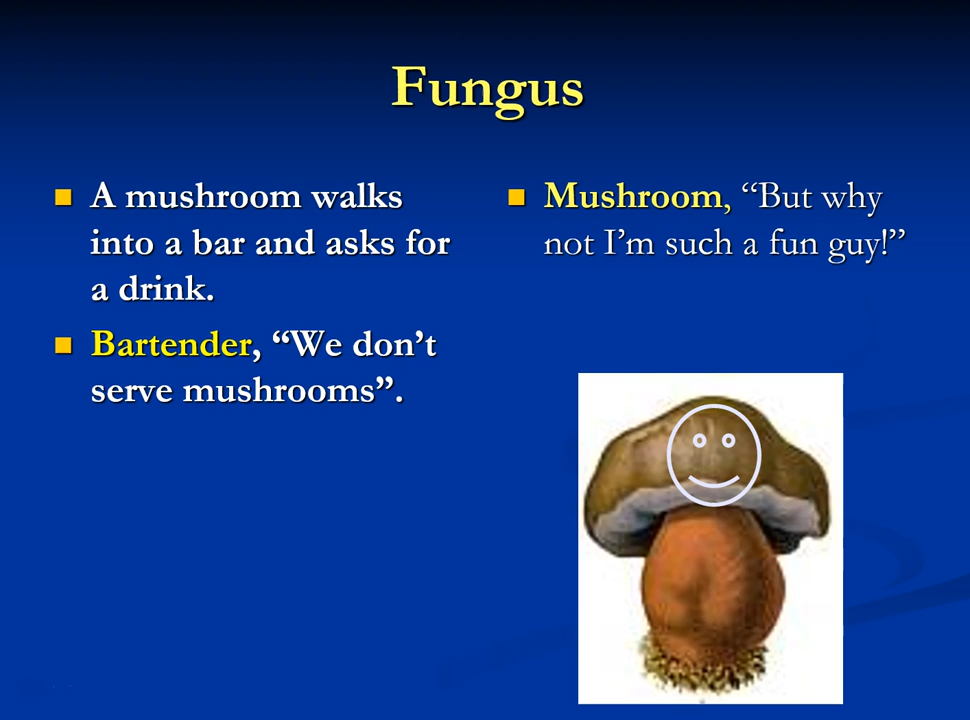 Fungus
A mushroom walks
into a bar and asks for
a drink.
Bartender, “We don’t
serve mushrooms”.
Mushroom, “But why
not I’m such a fun guy!”